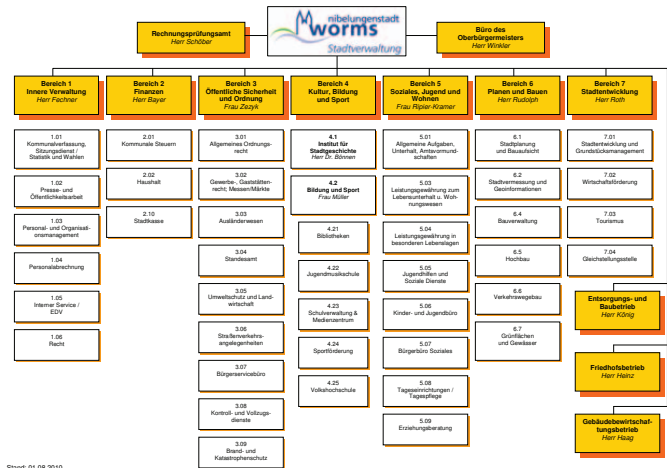 Rechnungsprüfungsamt
Herr Schöber
nibelungenstadt
worms
Stadtverwaltung
Büro des
Oberbürgermeisters
Herr Winkler
Bereich 1
Innere Verwaltung
Herr Fechner
Bereich 2
Finanzen
Herr Bayer
Bereich 3
Öffentliche Sicherheit
und Ordnung
Frau Zezyk
Bereich 4
Kultur, Bildung
und Sport
Bereich 5
Soziales, Jugend und
Wohnen
Frau Ripier-Kramer
Bereich 6
Planen und Bauen
Herr Rudolph
Bereich 7
Stadtentwicklung
Herr Roth
1.01
Kommunalverfassung,
Sitzungsdienst /
Statistik und Wahlen
1.02
Presse- und
Öffentlichkeitsarbeit
1.03
Personal- und Organisati-
onsmanagement
1.04
Personalabrechnung
1.05
Interner Service /
EDV
1.06
Recht
2.01
Kommunale Steuern
2.02
Haushalt
2.10
Stadtkasse
3.01
Allgemeines Ordnungs-
recht
3.02
Gewerbe-, Gaststätten-
recht; Messen/Märkte
3.03
Ausländerwesen
3.04
Standesamt
3.05
Umweltschutz und Land-
wirtschaft
3.06
Straßenverkehrs-
angelegenheiten
3.07
Bürgerservicebüro
3.08
Kontroll- und Vollzugs-
dienste
3.09
Brand- und
Katastrophenschutz
4.1
Institut für
Stadtgeschichte
Herr Dr. Bönnen
4.2
Bildung und Sport
Frau Müller
4.21
Bibliotheken
4.22
Jugendmusikschule
4.23
Schulverwaltung &
Medienzentrum
4.24
Sportförderung
4.25
Volkshochschule
5.01
Allgemeine Aufgaben,
Unterhalt, Amtsvormund-
schaften
5.03
Leistungsgewährung zum
Lebensunterhalt u. Woh-
nungswesen
5.04
Leistungsgewährung in
besonderen Lebenslagen
5.05
Jugendhilfen und
Soziale Dienste
5.06
Kinder- und Jugendbüro
5.07
Bürgerbüro Soziales
5.08
Tageseinrichtungen /
Tagespflege
5.09
Erziehungsberatung
6.1
Stadtplanung
und Bauaufsicht
6.2
Stadtvermessung und
Geoinformationen
6.4
Bauverwaltung
6.5
Hochbau
6.6
Verkehrswegebau
6.7
Grünflächen
und Gewässer
7.01
Stadtentwicklung und
Grundstücksmanagement
7.02
Wirtschaftsförderung
7.03
Tourismus
7.04
Gleichstellungsstelle
Entsorgungs- und
Baubetrieb
Herr König
Friedhofsbetrieb
Herr Heinz
Gebäudebewirtschaf-
tungsbetrieb
Herr Haag
Stand: 01.08.2010